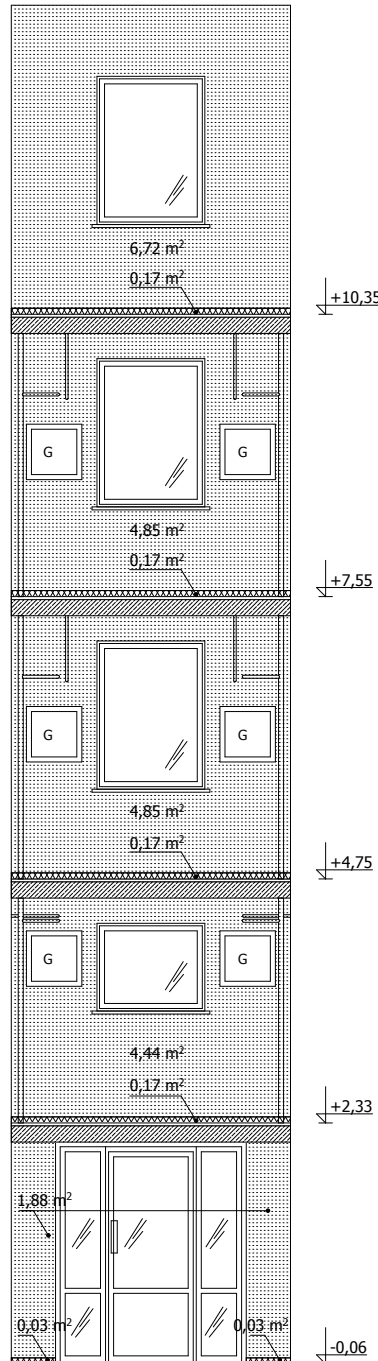 6,72 m²
0,17 m²
+10,35
G G
4,85 m²
0,17 m²
+7,55
G G
4,85 m²
0,17 m²
+4,75
G G
4,44 m²
0,17 m²
+2,33
1,88 m²
0,03 m² 0,03 m²
-0,06